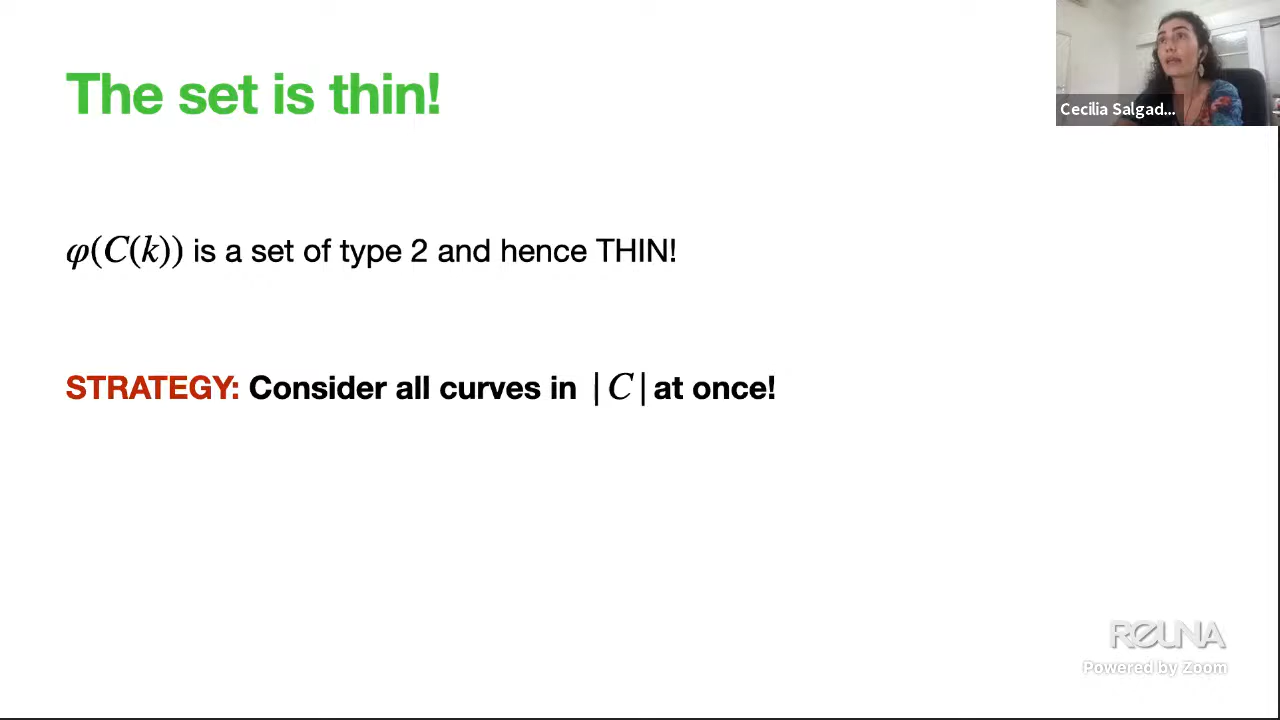 The set is thin!
Cecilia Salgad...
φ(C(k)) is a set of type 2 and hence THIN!
STRATEGY: Consider all curves in |C| at once!
REUNA
Powered by Zoom